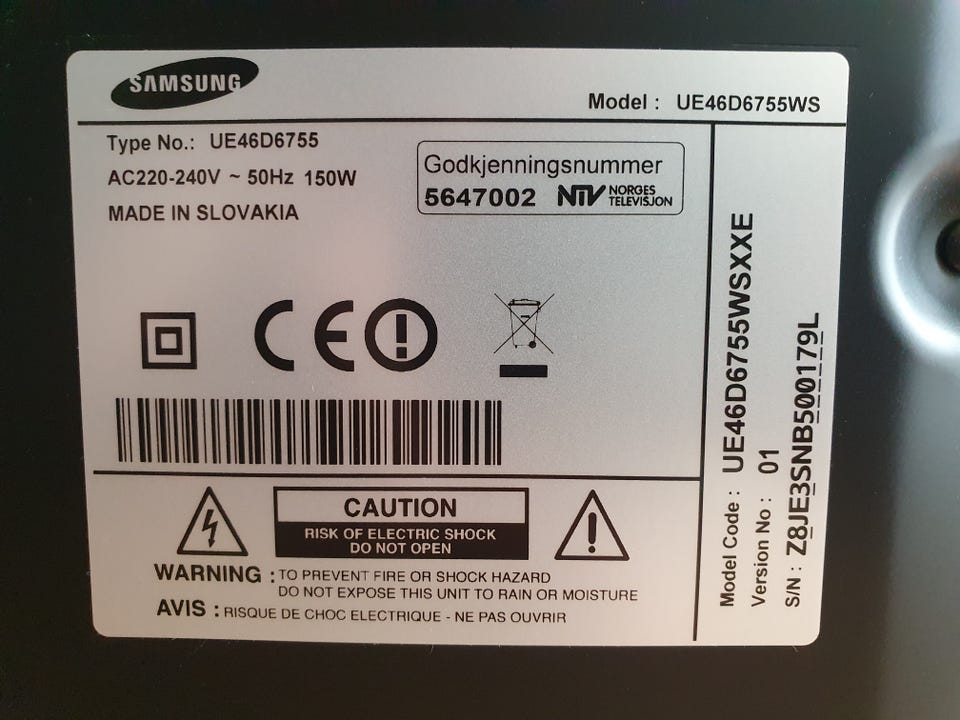 SAMSUNG
Model : UE46D6755WS
Type No.: UE46D6755
AC220-240V ~ 50Hz 150W
MADE IN SLOVAKIA
Godkjenningsnummer
5647002 NTV NORGES
TELEVISJON
CE
CAUTION
RISK OF ELECTRIC SHOCK
DO NOT OPEN
WARNING : TO PREVENT FIRE OR SHOCK HAZARD
DO NOT EXPOSE THIS UNIT TO RAIN OR MOISTURE
AVIS : RISQUE DE CHOC ELECTRIQUE - NE PAS OUVRIR
Model Code : UE46D6755WSXXE
Version No : 01
S/N : Z8JE3SNB500179L